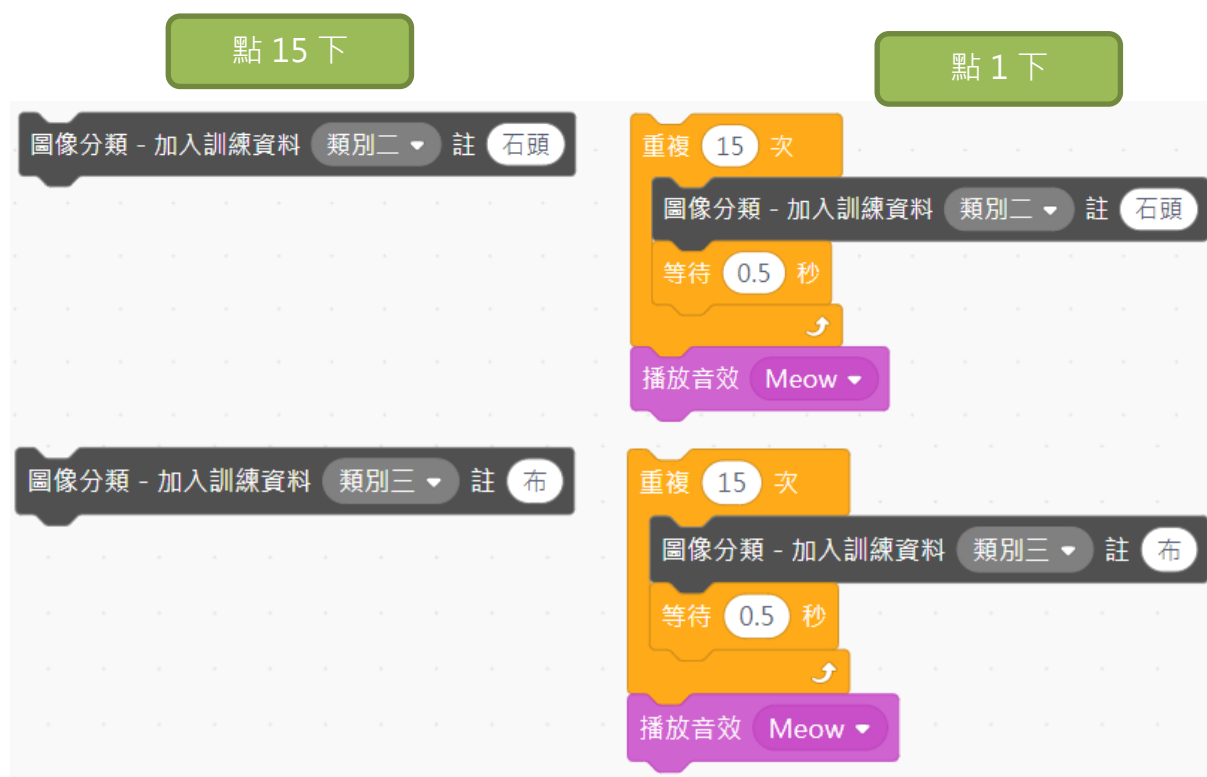 點 15 下
點 1 下
圖像分類 - 加入訓練資料 類別二 註 石頭
重複 15 次
圖像分類 - 加入訓練資料 類別二 註 石頭
等待 0.5 秒
播放音效 Meow
圖像分類 - 加入訓練資料 類別三 註 布
重複 15 次
圖像分類 - 加入訓練資料 類別三 註 布
等待 0.5 秒
播放音效 Meow